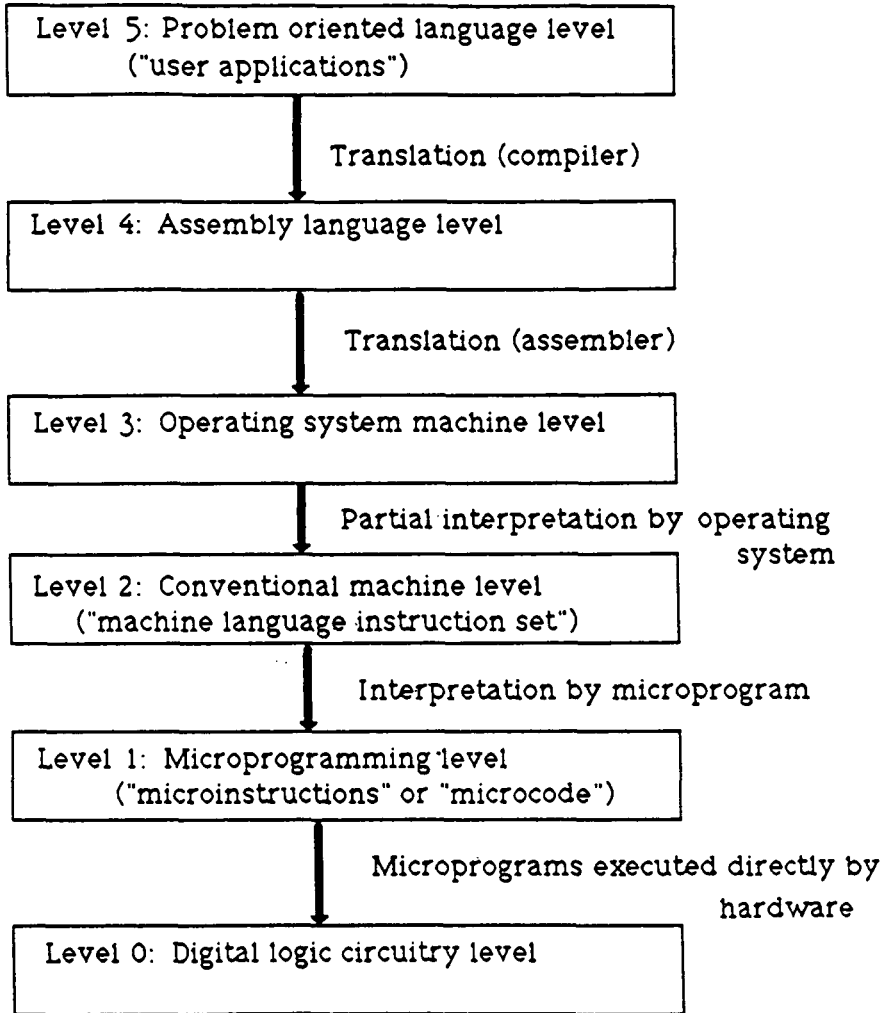 Level 5: Problem oriented language level
("user applications")
Translation (compiler)
Level 4: Assembly language level
Translation (assembler)
Level 3: Operating system machine level
Partial interpretation by operating
system
Level 2: Conventional machine level
("machine language instruction set")
Interpretation by microprogram
Level 1: Microprogramming level
("microinstructions" or "microcode")
Microprograms executed directly by
hardware
Level 0: Digital logic circuitry level